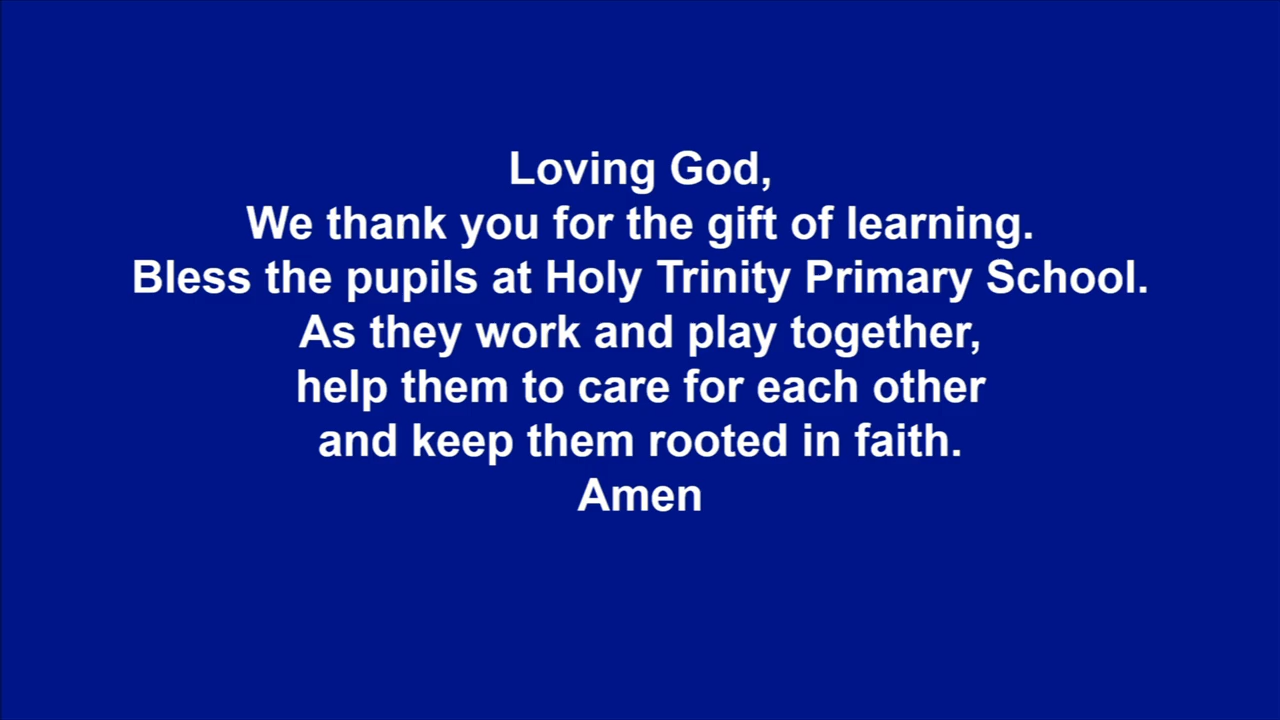 Loving God,
We thank you for the gift of learning.
Bless the pupils at Holy Trinity Primary School.
As they work and play together,
help them to care for each other
and keep them rooted in faith.
Amen